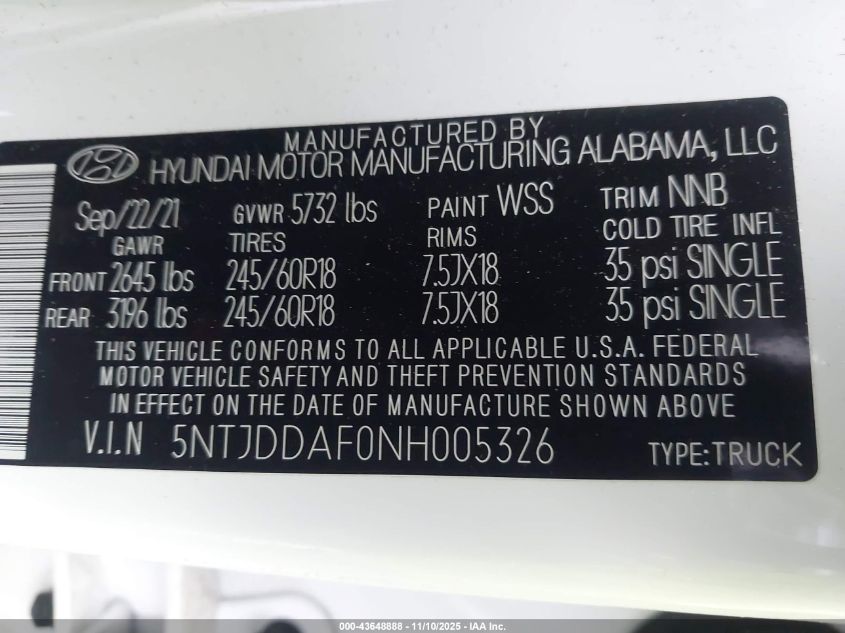 MANUFACTURED BY
HYUNDAI MOTOR MANUFACTURING ALABAMA, LLC
Sep/22/21 GVWR 5732 lbs PAINT WSS TRIM NNB
GAWR TIRES RIMS COLD TIRE INFL
FRONT 2645 lbs 245/60R18 7.5JX18 35 psi SINGLE
REAR 3196 lbs 245/60R18 7.5JX18 35 psi SINGLE
THIS VEHICLE CONFORMS TO ALL APPLICABLE U.S.A. FEDERAL
MOTOR VEHICLE SAFETY AND THEFT PREVENTION STANDARDS
IN EFFECT ON THE DATE OF MANUFACTURE SHOWN ABOVE
V.I.N 5NTJDDAF0NH005326 TYPE:TRUCK
000-43648888 - 11/10/2025 - IAA Inc.